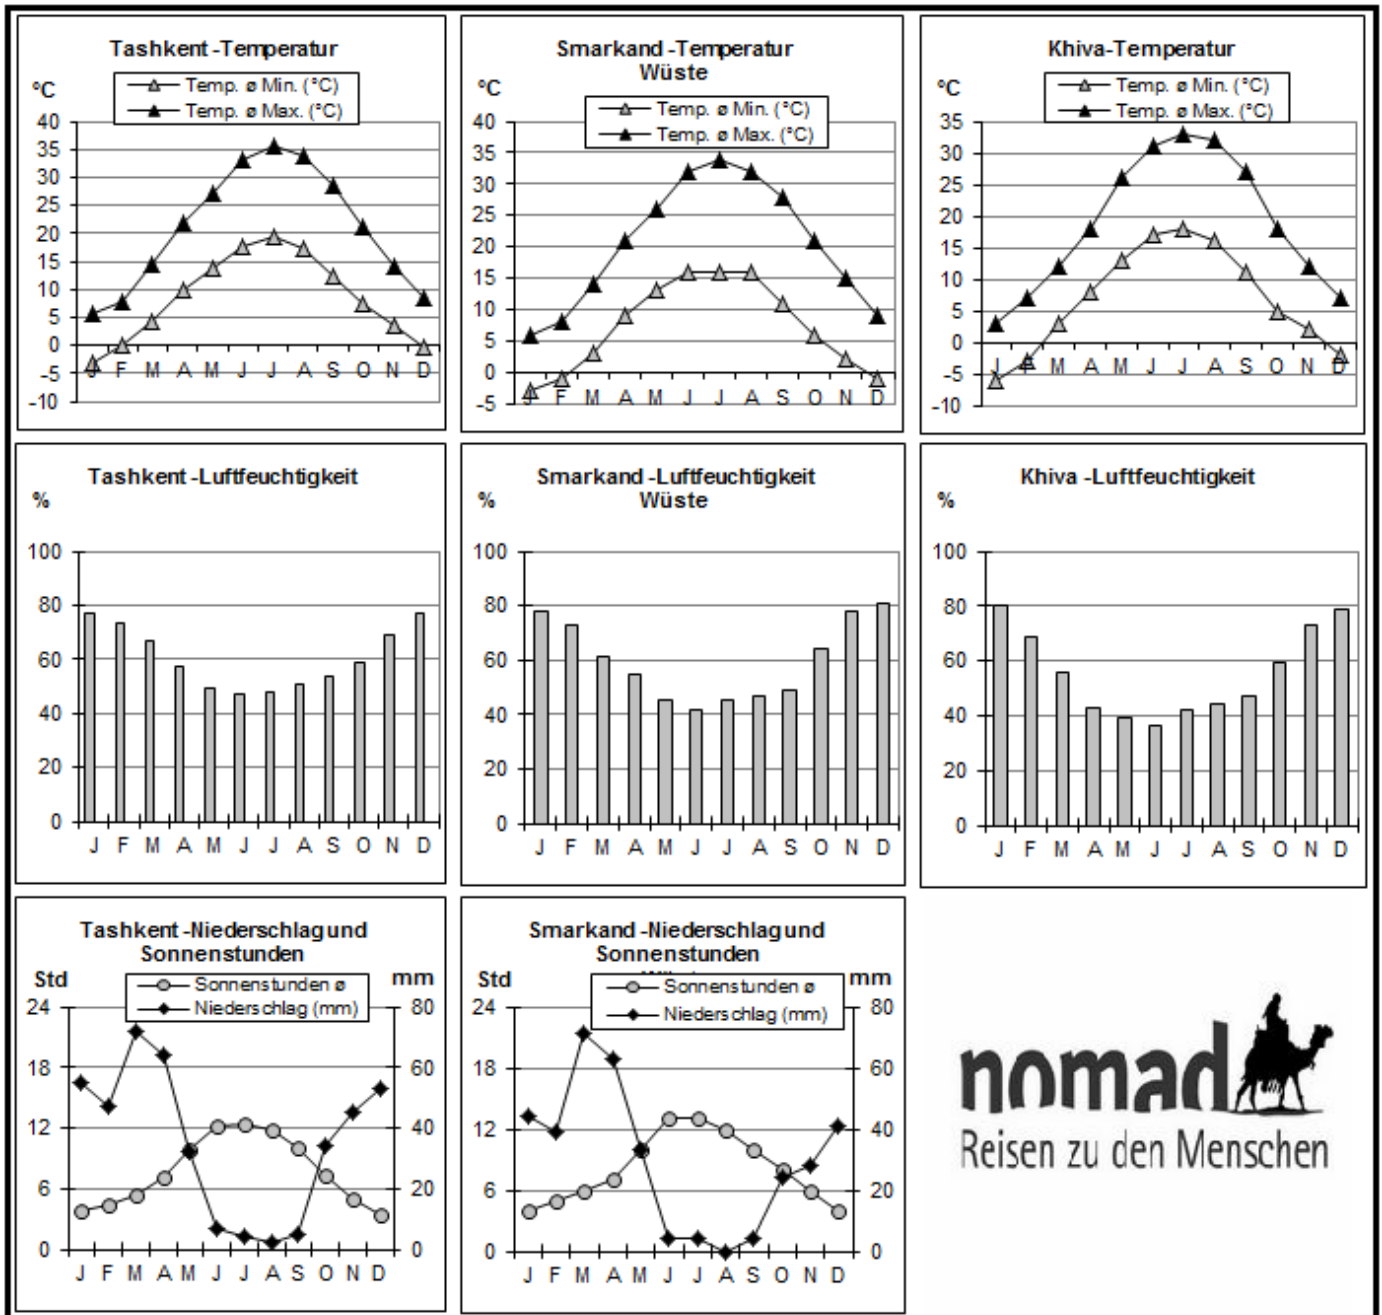 Tashkent -Temperatur
°C
Temp. ø Min. (°C)
Temp. ø Max. (°C)
40
35
30
25
20
15
10
5
0
-5
-10
J F M A M J J A S O N D
Smarkand -Temperatur
Wüste
°C
Temp. ø Min. (°C)
Temp. ø Max. (°C)
40
35
30
25
20
15
10
5
0
-5
J F M A M J J A S O N D
Khiva-Temperatur
°C
Temp. ø Min. (°C)
Temp. ø Max. (°C)
35
30
25
20
15
10
5
0
-5
-10
J F M A M J J A S O N D
Tashkent -Luftfeuchtigkeit
%
100
80
60
40
20
0
J F M A M J J A S O N D
Smarkand -Luftfeuchtigkeit
Wüste
%
100
80
60
40
20
0
J F M A M J J A S O N D
Khiva -Luftfeuchtigkeit
%
100
80
60
40
20
0
J F M A M J J A S O N D
Tashkent -Niederschlag und
Sonnenstunden
Std
mm
Sonnenstunden ø
Niederschlag (mm)
24
18
12
6
0
80
60
40
20
0
J F M A M J J A S O N D
Smarkand -Niederschlag und
Sonnenstunden
Std
mm
Sonnenstunden ø
Niederschlag (mm)
24
18
12
6
0
80
60
40
20
0
J F M A M J J A S O N D
nomad
Reisen zu den Menschen